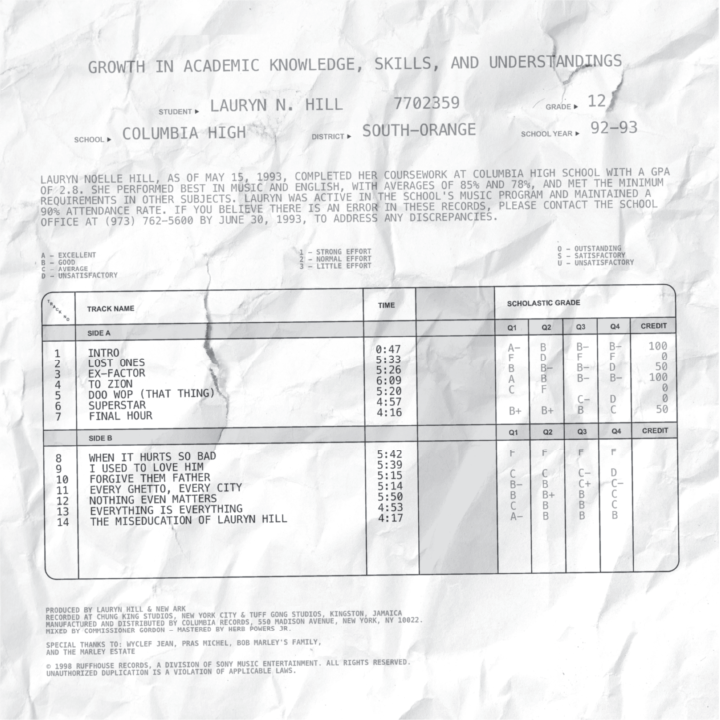 GROWTH IN ACADEMIC KNOWLEDGE, SKILLS, AND UNDERSTANDINGS
STUDENT ▸ LAURYN N. HILL 7702359 GRADE ▸ 12
SCHOOL ▸ COLUMBIA HIGH DISTRICT ▸ SOUTH-ORANGE SCHOOL YEAR ▸ 92-93
LAURYN NOELLE HILL, AS OF MAY 15, 1993, COMPLETED HER COURSEWORK AT COLUMBIA HIGH SCHOOL WITH A GPA
OF 2.8. SHE PERFORMED BEST IN MUSIC AND ENGLISH, WITH AVERAGES OF 85% AND 78%, AND MET THE MINIMUM
REQUIREMENTS IN OTHER SUBJECTS. LAURYN WAS ACTIVE IN THE SCHOOL'S MUSIC PROGRAM AND MAINTAINED A
90% ATTENDANCE RATE. IF YOU BELIEVE THERE IS AN ERROR IN THESE RECORDS, PLEASE CONTACT THE SCHOOL
OFFICE AT (973) 762-5600 BY JUNE 30, 1993, TO ADDRESS ANY DISCREPANCIES.
A - EXCELLENT 1 - STRONG EFFORT O - OUTSTANDING
B - GOOD 2 - NORMAL EFFORT S - SATISFACTORY
C - AVERAGE 3 - LITTLE EFFORT U - UNSATISFACTORY
D - UNSATISFACTORY
TRACK NAME TIME SCHOLASTIC GRADE
SIDE A Q1 Q2 Q3 Q4 CREDIT
1 INTRO 0:47 A- B B- B- 100
2 LOST ONES 5:33 F D F F 0
3 EX-FACTOR 5:26 B B- B- D 50
4 TO ZION 6:09 A B B- B- 100
5 DOO WOP (THAT THING) 5:20 C F 0
6 SUPERSTAR 4:57 C- D 0
7 FINAL HOUR 4:16 B+ B+ B C 50
SIDE B Q1 Q2 Q3 Q4 CREDIT
8 WHEN IT HURTS SO BAD 5:42
9 I USED TO LOVE HIM 5:39
10 FORGIVE THEM FATHER 5:15 C C C- D
11 EVERY GHETTO, EVERY CITY 5:14 B- B C+ C-
12 NOTHING EVEN MATTERS 5:50 B B+ B C
13 EVERYTHING IS EVERYTHING 4:53 C B B C
14 THE MISEDUCATION OF LAURYN HILL 4:17 A- B B B
PRODUCED BY LAURYN HILL & NEW ARK
RECORDED AT CHUNG KING STUDIOS, NEW YORK CITY & TUFF GONG STUDIOS, KINGSTON, JAMAICA
MANUFACTURED AND DISTRIBUTED BY COLUMBIA RECORDS, 550 MADISON AVENUE, NEW YORK, NY 10022.
MIXED BY COMMISSIONER GORDON - MASTERED BY HERB POWERS JR.
SPECIAL THANKS TO: WYCLEF JEAN, PRAS MICHEL, BOB MARLEY'S FAMILY,
AND THE MARLEY ESTATE
© 1998 RUFFHOUSE RECORDS, A DIVISION OF SONY MUSIC ENTERTAINMENT. ALL RIGHTS RESERVED.
UNAUTHORIZED DUPLICATION IS A VIOLATION OF APPLICABLE LAWS.